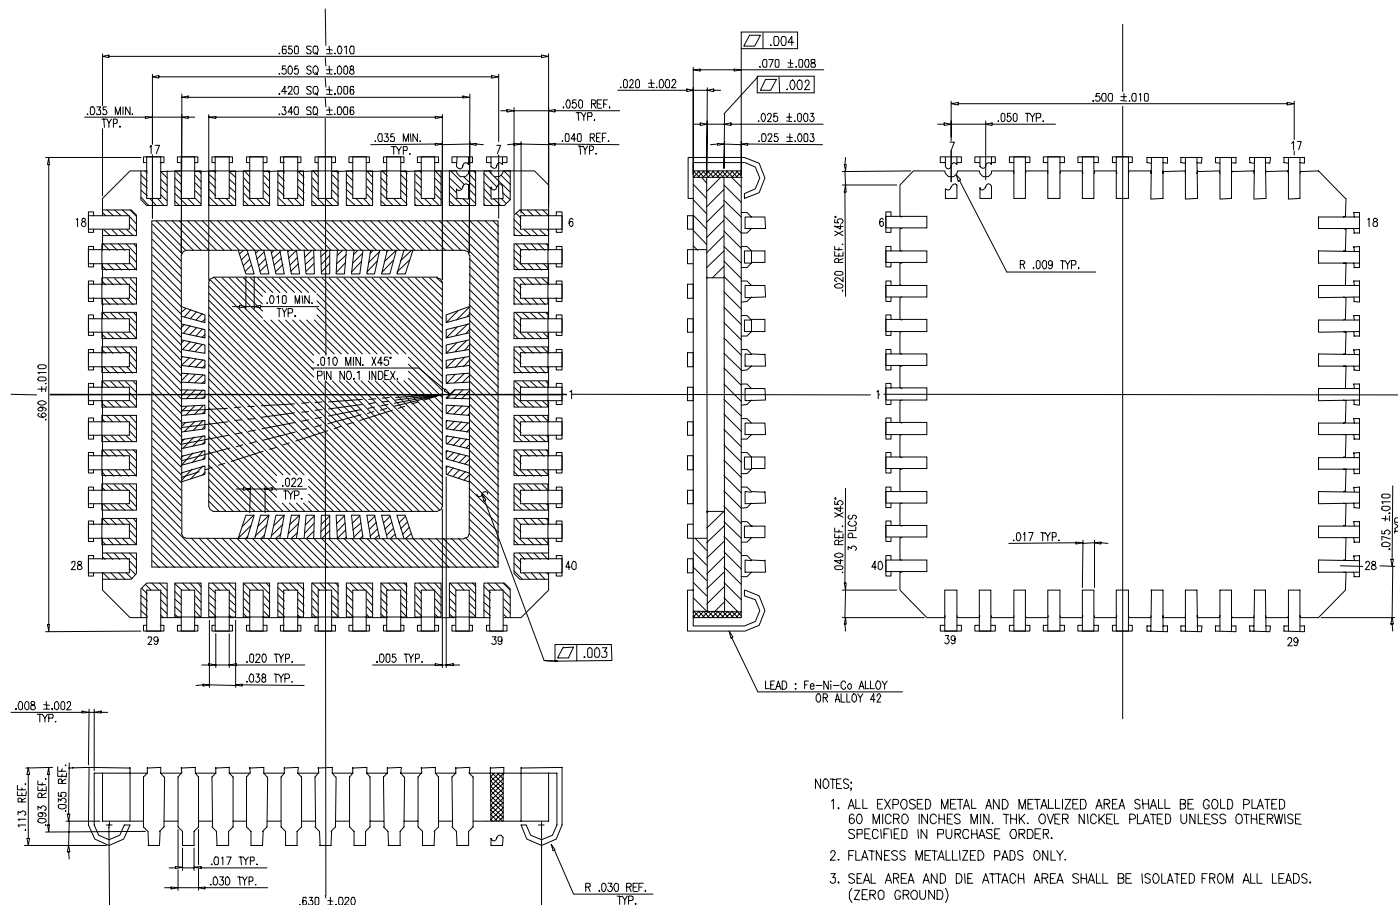 .650 SQ ±.010
.505 SQ ±.008
.420 SQ ±.006
.340 SQ ±.006
.035 MIN.
TYP.
.035 MIN.
TYP.
.050 REF.
TYP.
.040 REF.
TYP.
17
7
18
6
.690 ±.010
.010 MIN.
TYP.
.010 MIN. X45°
PIN NO.1 INDEX.
1
.022
TYP.
28
40
29
39
.020 TYP.
.038 TYP.
.005 TYP.
.003
.004
.070 ±.008
.020 ±.002
.002
.025 ±.003
.025 ±.003
LEAD : Fe-Ni-Co ALLOY
OR ALLOY 42
.500 ±.010
.050 TYP.
7
17
6
18
.020 REF. X45°
R .009 TYP.
1
.040 REF. X45°
3 PLCS
.017 TYP.
.075 ±.010
TYP.
40
28
39
29
.008 ±.002
TYP.
.113 REF.
.093 REF.
.035 REF.
.017 TYP.
.030 TYP.
.630 ±.020
R .030 REF.
TYP.
NOTES;
1. ALL EXPOSED METAL AND METALLIZED AREA SHALL BE GOLD PLATED
60 MICRO INCHES MIN. THK. OVER NICKEL PLATED UNLESS OTHERWISE
SPECIFIED IN PURCHASE ORDER.
2. FLATNESS METALLIZED PADS ONLY.
3. SEAL AREA AND DIE ATTACH AREA SHALL BE ISOLATED FROM ALL LEADS.
(ZERO GROUND)